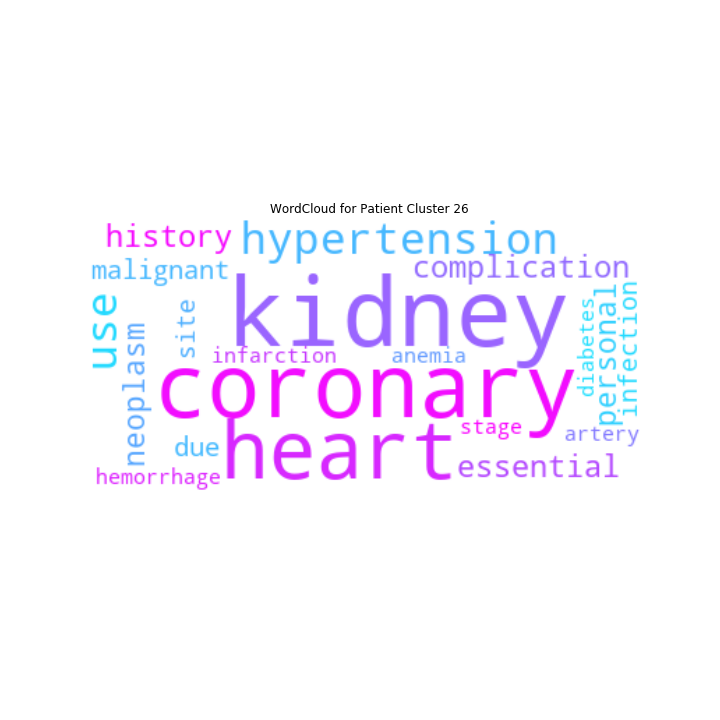 WordCloud for Patient Cluster 26
history
hypertension
malignant
complication
use
site
kidney
diabetes
personal
infection
neoplasm
infarction
anemia
coronary
stage
artery
due
heart
essential
hemorrhage